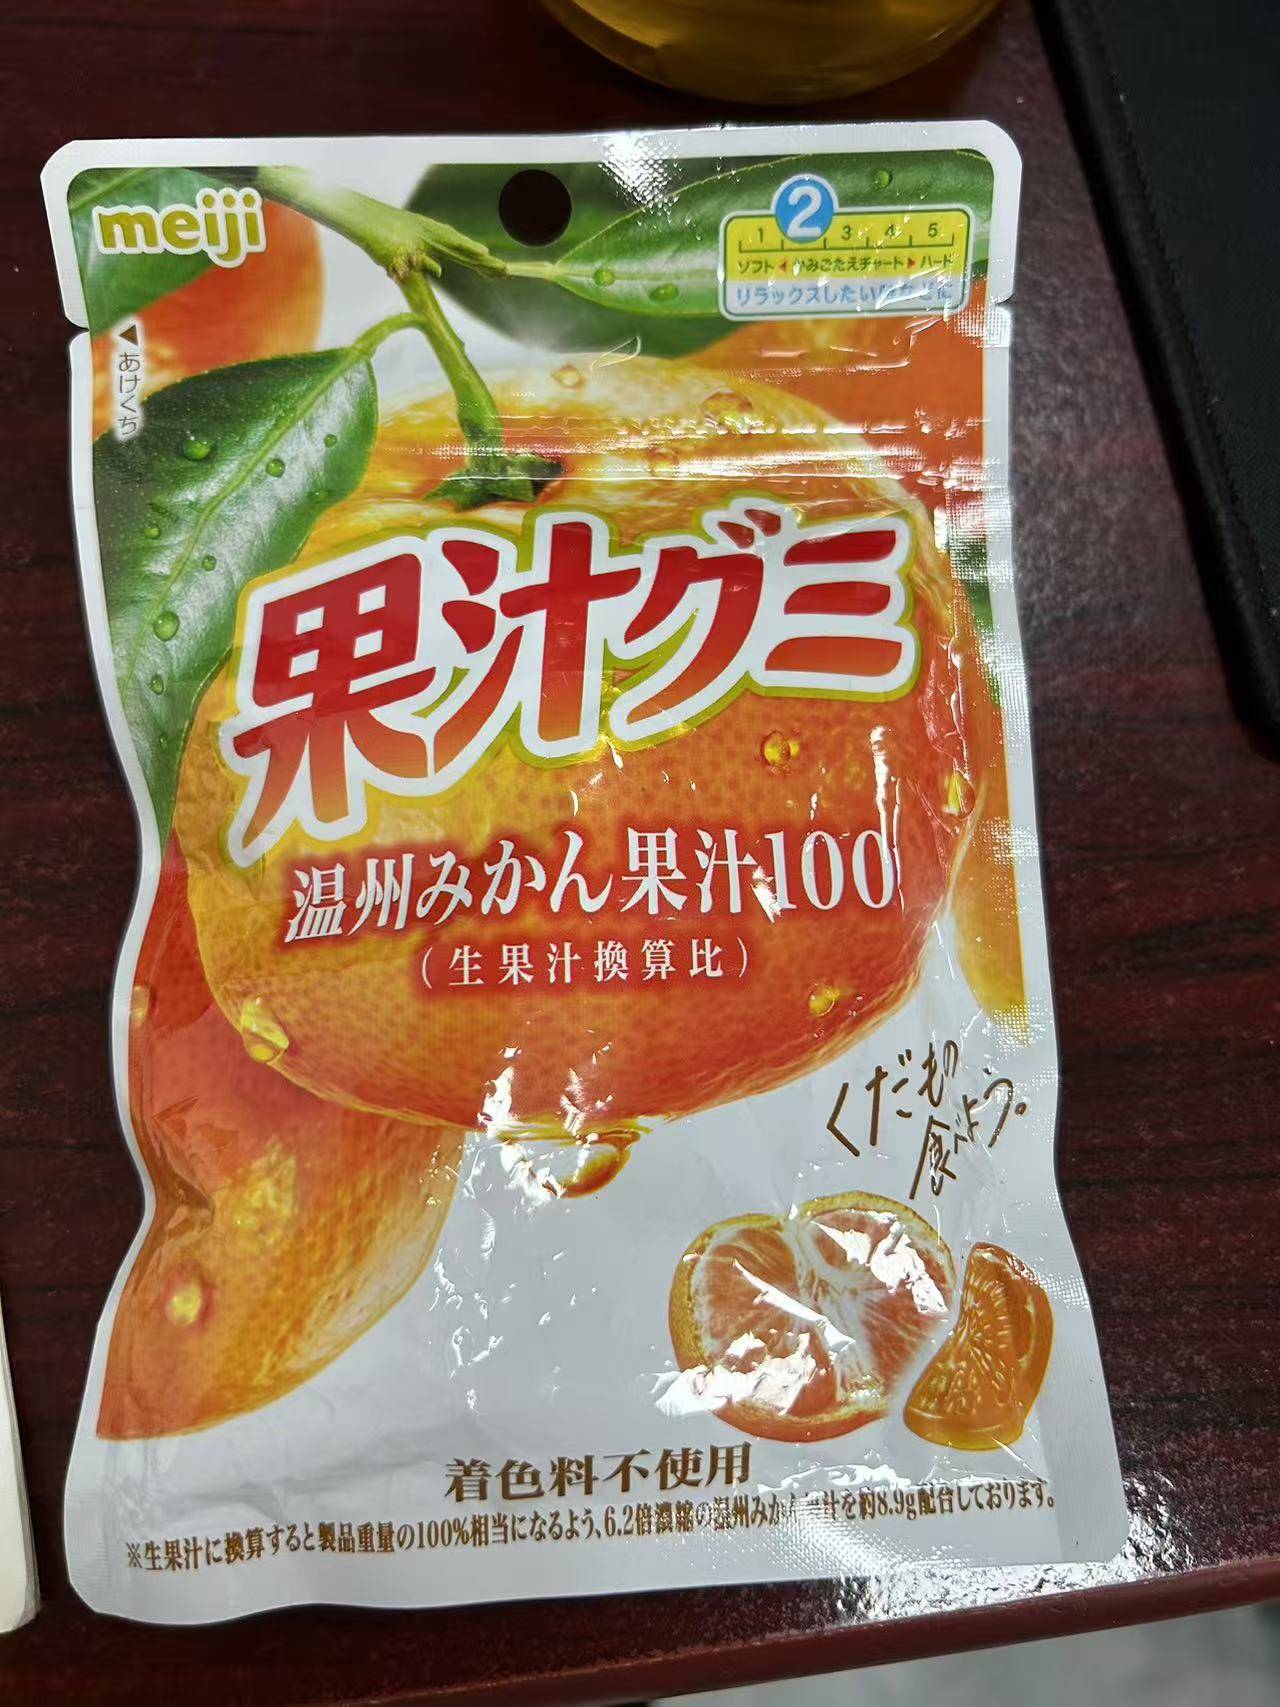 meiji
2
1 3 4 5
ソフト◀かみごたえチャート▶ハード
リラックスしたい
◀あけくち
果汁グミ
温州みかん果汁100
(生果汁換算比)
くだもの
食べよう。
着色料不使用
※生果汁に換算すると製品重量の100%相当になるよう、6.2倍濃縮の温州みかん果汁を約8.9g配合しております。